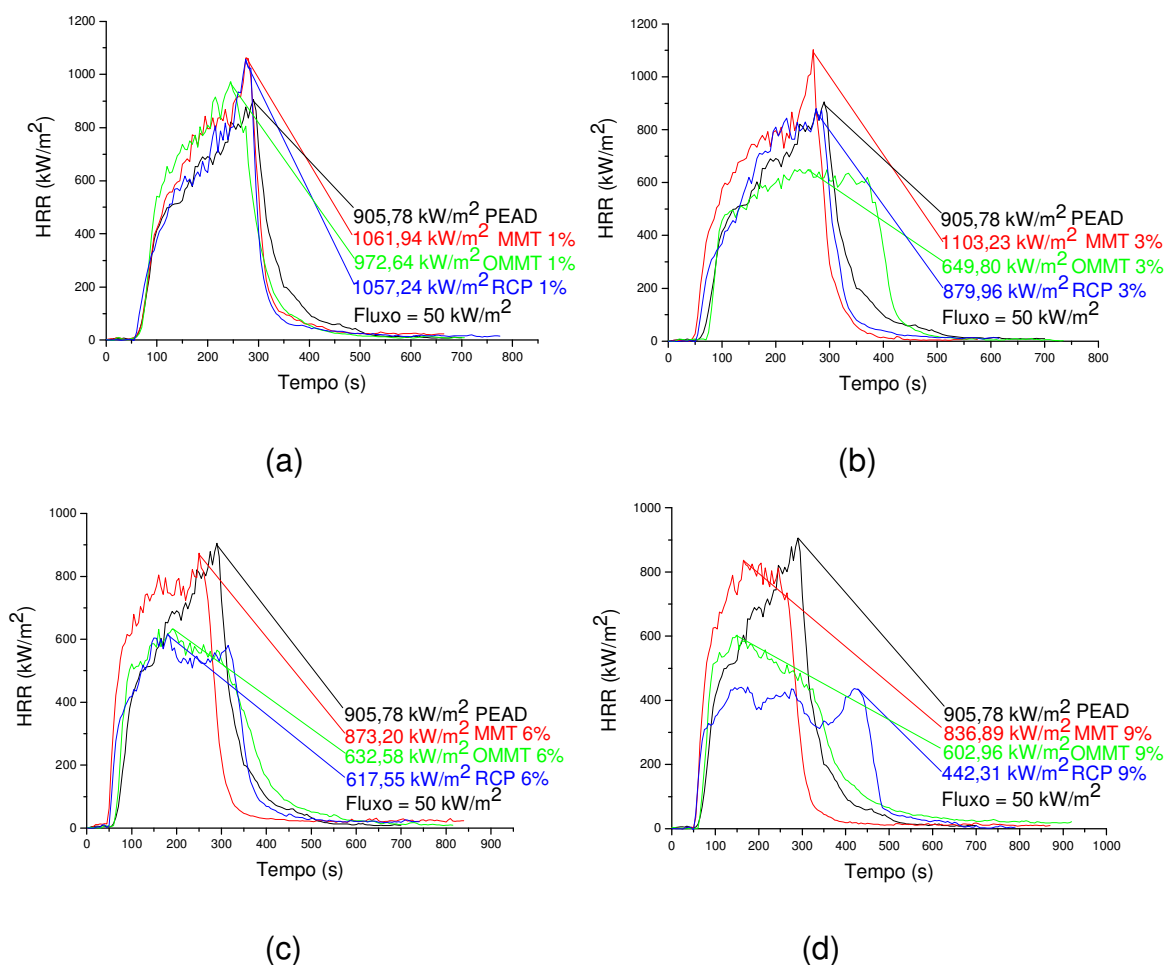 1200
1000
800
600
400
200
0
HRR (kW/m²)
905,78 kW/m² PEAD
1061,94 kW/m² MMT 1%
972,64 kW/m² OMMT 1%
1057,24 kW/m² RCP 1%
Fluxo = 50 kW/m²
0 100 200 300 400 500 600 700 800
Tempo (s)
(a)
1200
1000
800
600
400
200
0
HRR (kW/m²)
905,78 kW/m² PEAD
1103,23 kW/m² MMT 3%
649,80 kW/m² OMMT 3%
879,96 kW/m² RCP 3%
Fluxo = 50 kW/m²
100 200 300 400 500 600 700 800
Tempo (s)
(b)
1000
800
600
400
200
0
HRR (kW/m²)
905,78 kW/m² PEAD
873,20 kW/m² MMT 6%
632,58 kW/m² OMMT 6%
617,55 kW/m² RCP 6%
Fluxo = 50 kW/m²
0 100 200 300 400 500 600 700 800 900
Tempo (s)
(c)
1000
800
600
400
200
0
HRR (kW/m²)
905,78 kW/m² PEAD
836,89 kW/m² MMT 9%
602,96 kW/m² OMMT 9%
442,31 kW/m² RCP 9%
Fluxo = 50 kW/m²
0 100 200 300 400 500 600 700 800 900 1000
Tempo (s)
(d)